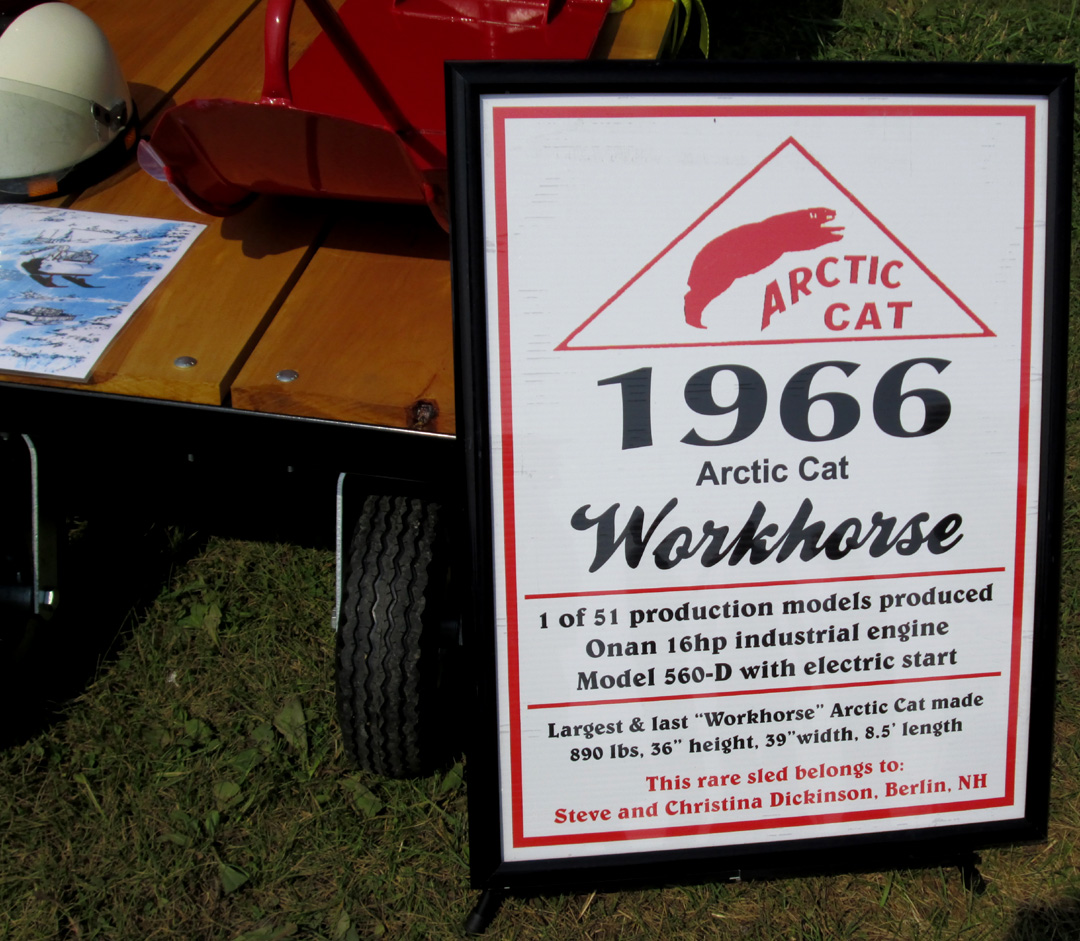 ARCTIC
CAT
1966
Arctic Cat
Workhorse
1 of 51 production models produced
Onan 16hp industrial engine
Model 560-D with electric start
Largest & last "Workhorse" Arctic Cat made
890 lbs, 36" height, 39"width, 8.5' length
This rare sled belongs to:
Steve and Christina Dickinson, Berlin, NH